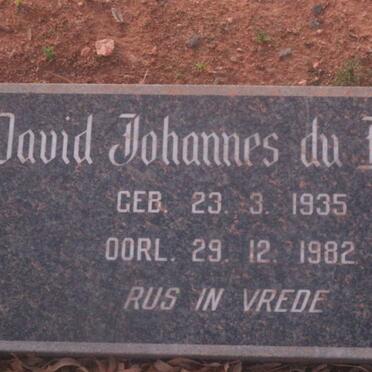 David Johannes du
GEB. 23. 3. 1935
OORL. 29. 12. 1982
RUS IN VREDE